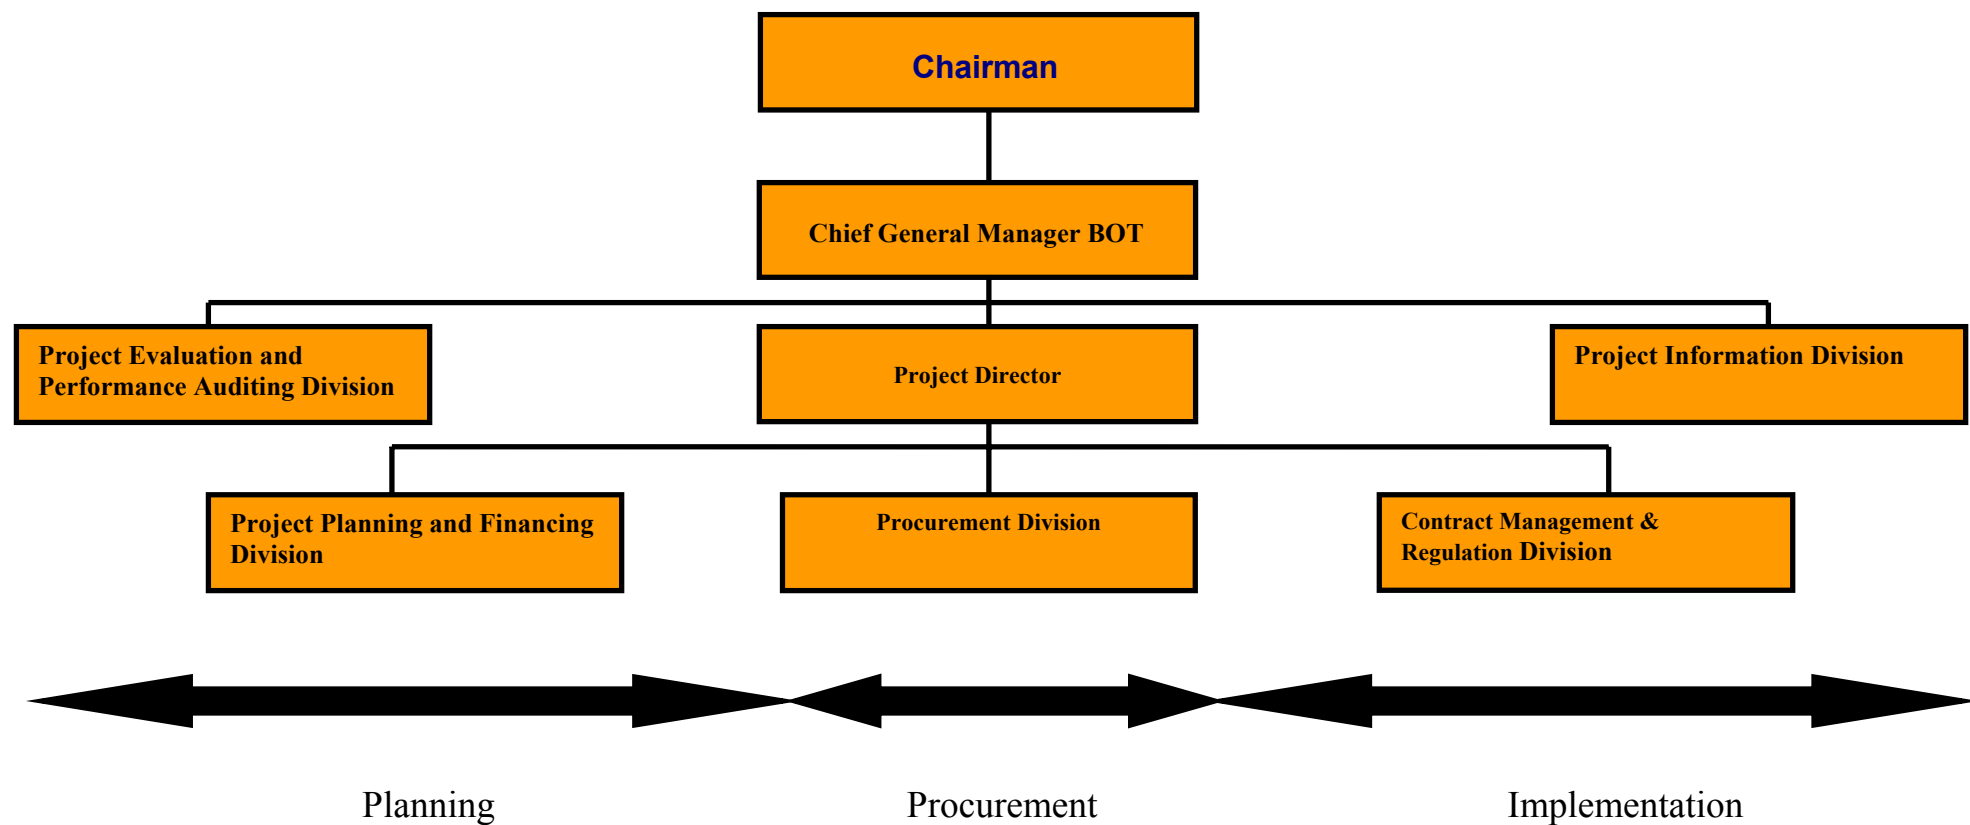 Chairman
Chief General Manager BOT
Project Evaluation and
Performance Auditing Division
Project Director
Project Information Division
Project Planning and Financing
Division
Procurement Division
Contract Management &
Regulation Division
Planning
Procurement
Implementation